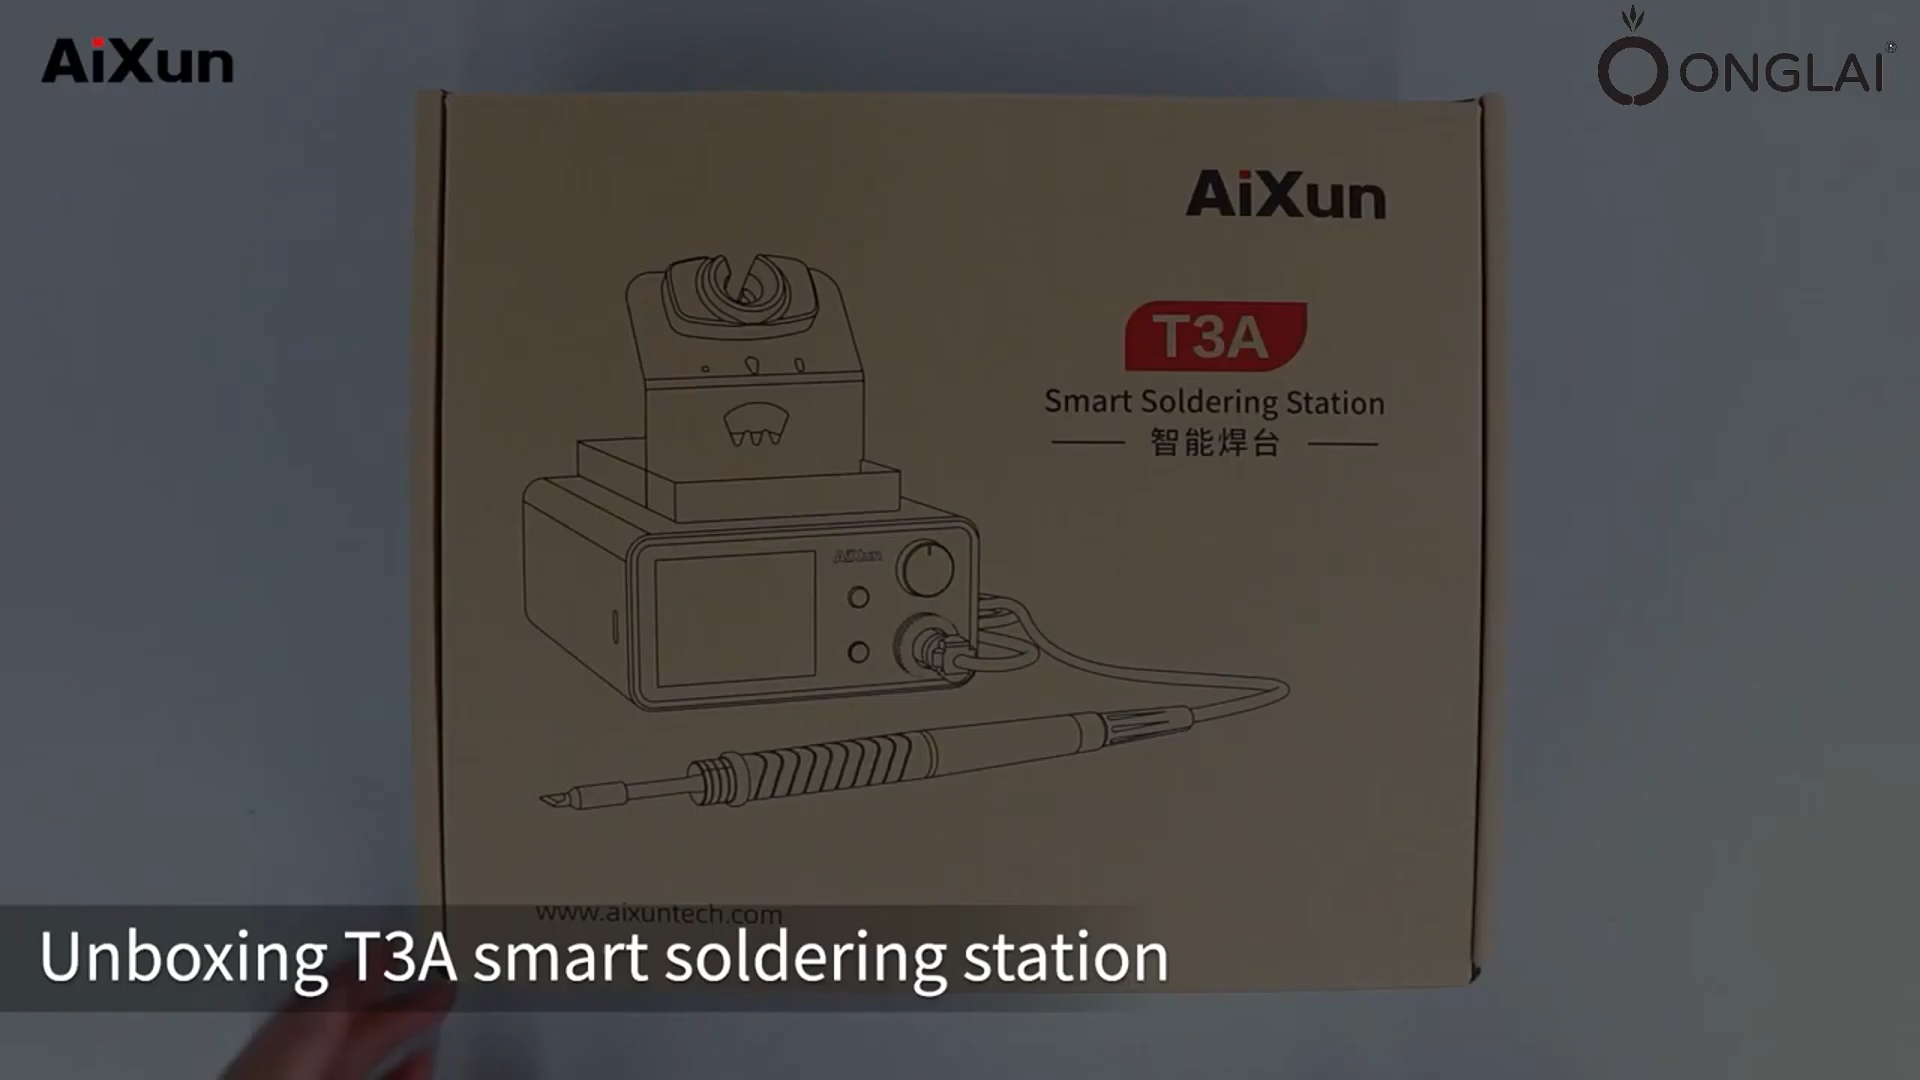 AiXun
ONGLAI®
AiXun
T3A
Smart Soldering Station
智能焊台
AiXun
www.aixuntech.com
Unboxing T3A smart soldering station